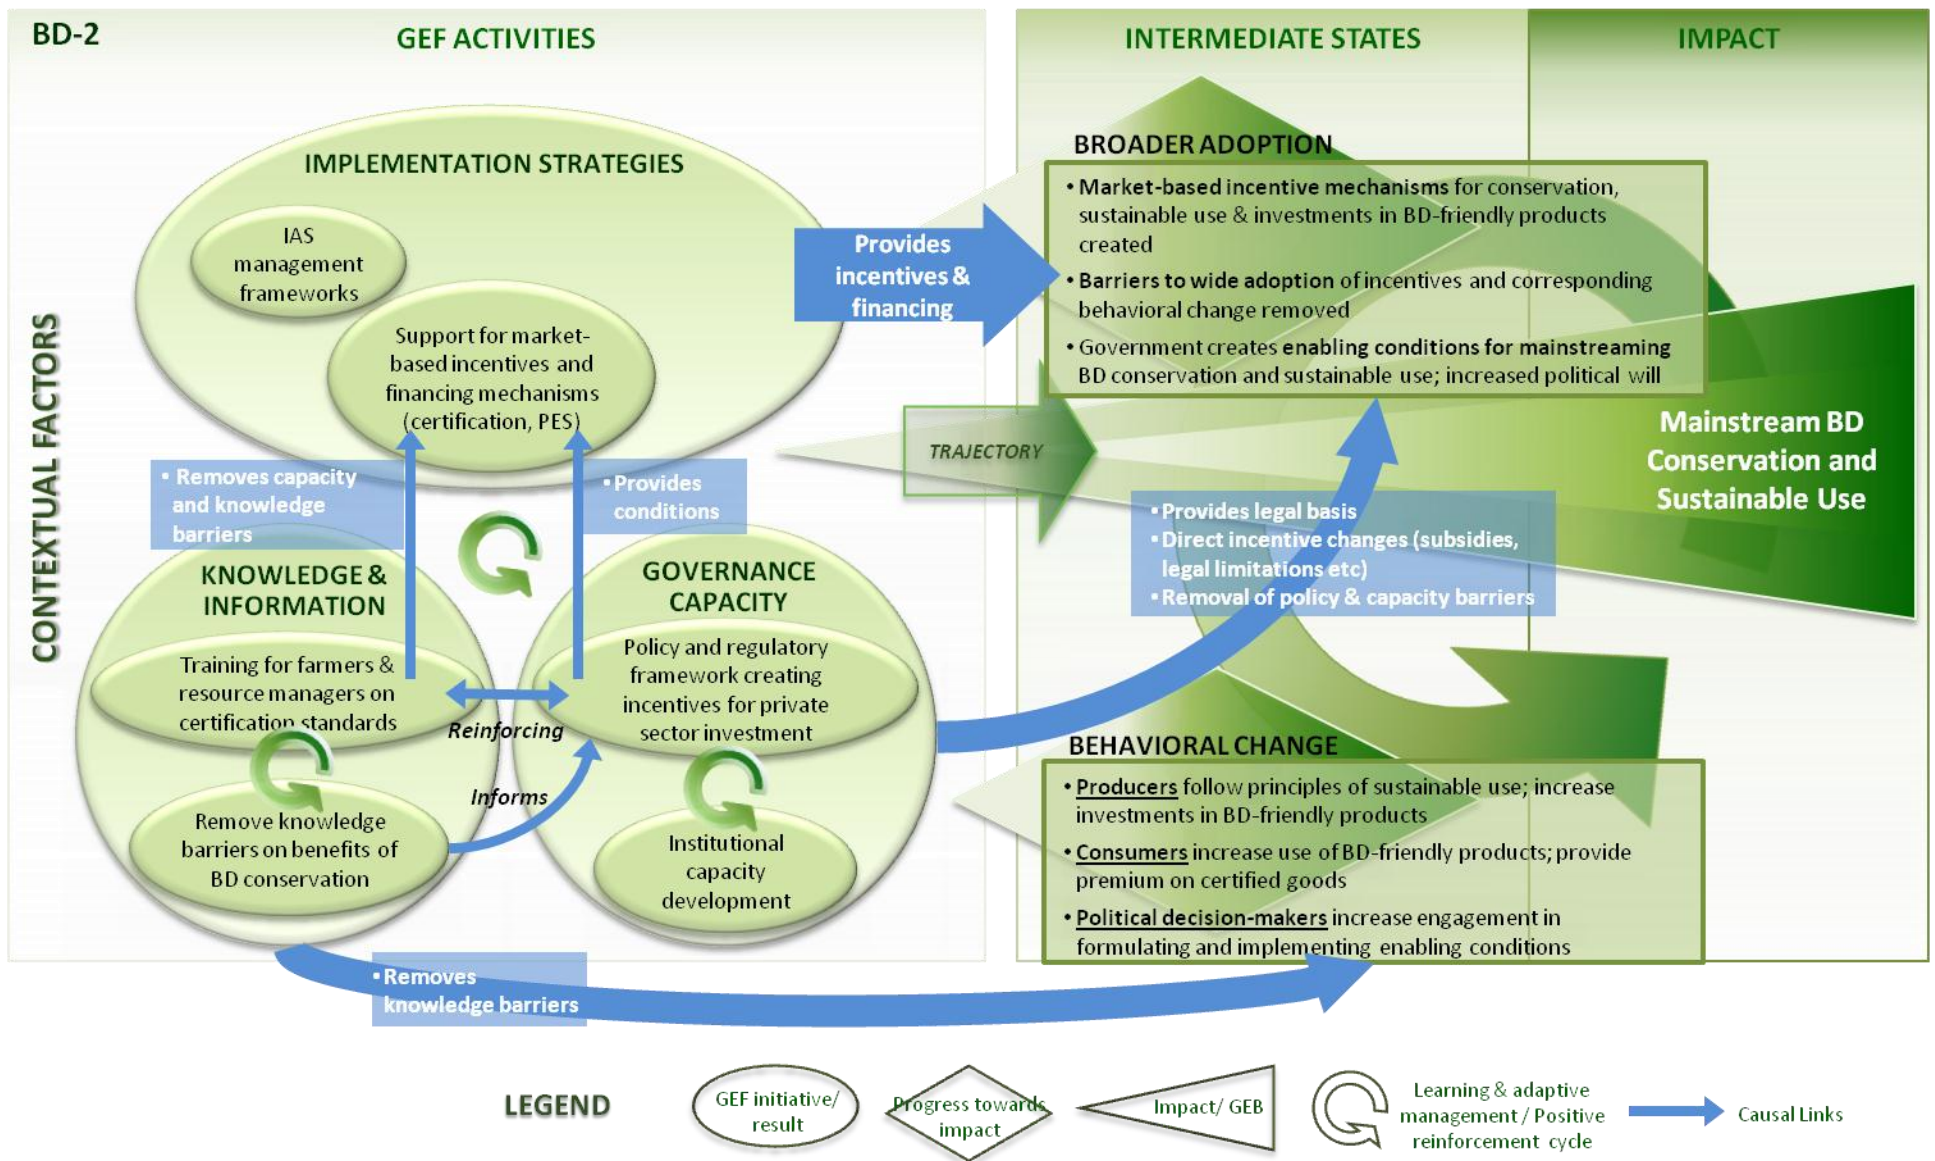 BD-2
GEF ACTIVITIES
INTERMEDIATE STATES
IMPACT
CONTEXTUAL FACTORS
IMPLEMENTATION STRATEGIES
IAS
management
frameworks
Support for market-
based incentives and
financing mechanisms
(certification, PES)
• Removes capacity
and knowledge
barriers
• Provides
conditions
KNOWLEDGE &
INFORMATION
Training for farmers &
resource managers on
certification standards
Remove knowledge
barriers on benefits of
BD conservation
Reinforcing
Informs
GOVERNANCE
CAPACITY
Policy and regulatory
framework creating
incentives for private
sector investment
Institutional
capacity
development
Provides
incentives &
financing
TRAJECTORY
BROADER ADOPTION
• Market-based incentive mechanisms for conservation,
sustainable use & investments in BD-friendly products
created
• Barriers to wide adoption of incentives and corresponding
behavioral change removed
• Government creates enabling conditions for mainstreaming
BD conservation and sustainable use; increased political will
Mainstream BD
Conservation and
Sustainable Use
• Provides legal basis
• Direct incentive changes (subsidies,
legal limitations etc)
• Removal of policy & capacity barriers
BEHAVIORAL CHANGE
• Producers follow principles of sustainable use; increase
investments in BD-friendly products
• Consumers increase use of BD-friendly products; provide
premium on certified goods
• Political decision-makers increase engagement in
formulating and implementing enabling conditions
• Removes
knowledge barriers
LEGEND
GEF initiative/
result
Progress towards
impact
Impact/ GEB
Learning & adaptive
management / Positive
reinforcement cycle
Causal Links